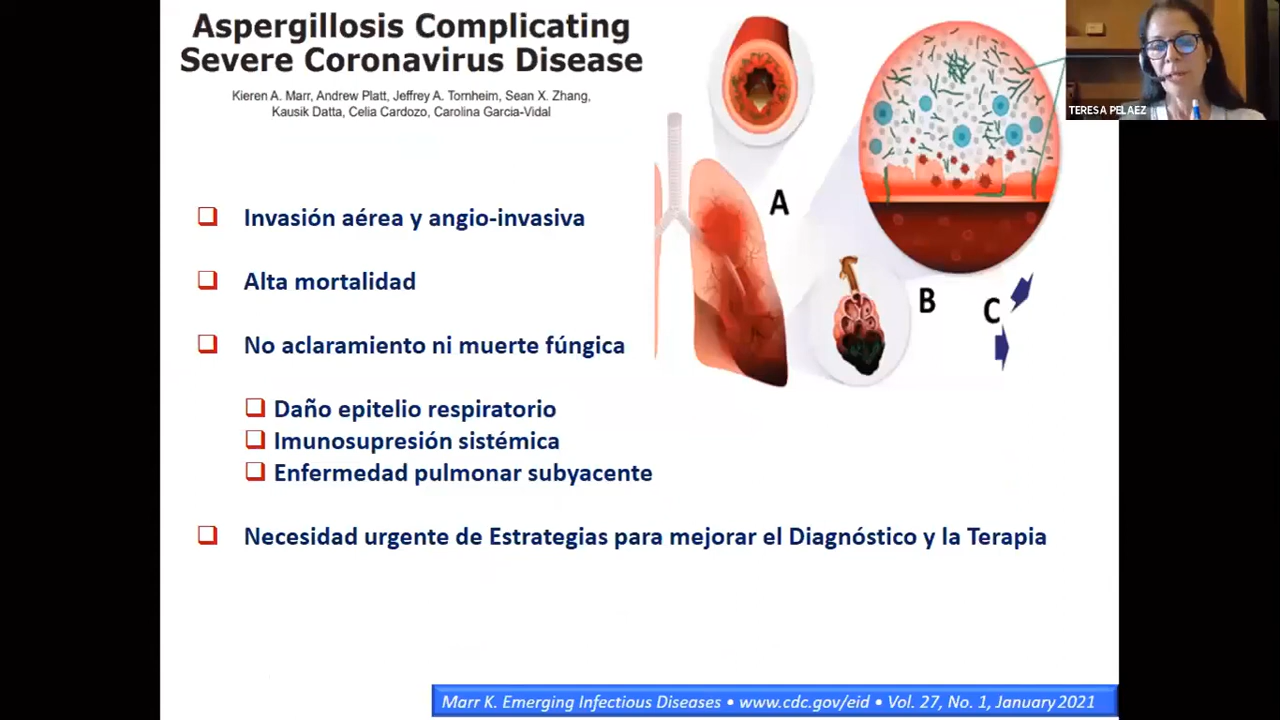 Aspergillosis Complicating
Severe Coronavirus Disease
Kieren A. Marr, Andrew Platt, Jeffrey A. Tornheim, Sean X. Zhang,
Kausik Datta, Celia Cardozo, Carolina Garcia-Vidal
TERESA PELAEZ
A
B
C
Invasión aérea y angio-invasiva
Alta mortalidad
No aclaramiento ni muerte fúngica
Daño epitelio respiratorio
Imunosupresión sistémica
Enfermedad pulmonar subyacente
Necesidad urgente de Estrategias para mejorar el Diagnóstico y la Terapia
Marr K. Emerging Infectious Diseases • www.cdc.gov/eid • Vol. 27, No. 1, January 2021